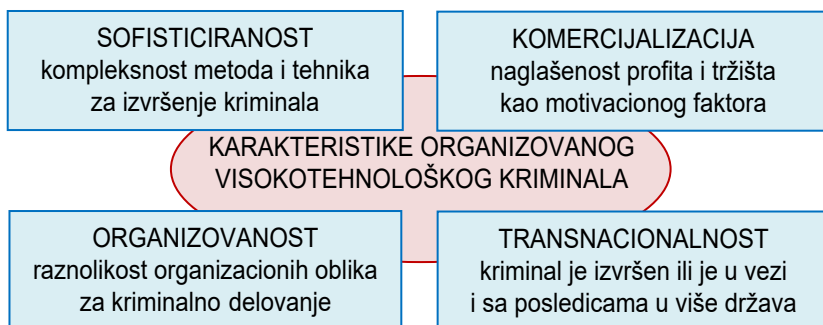 SOFISTICIRANOST
kompleksnost metoda i tehnika
za izvršenje kriminala
KOMERCIJALIZACIJA
naglašenost profita i tržišta
kao motivacionog faktora
KARAKTERISTIKE ORGANIZOVANOG
VISOKOTEHNOLOŠKOG KRIMINALA
ORGANIZOVANOST
raznolikost organizacionih oblika
za kriminalno delovanje
TRANSNACIONALNOST
kriminal je izvršen ili je u vezi
i sa posledicama u više država